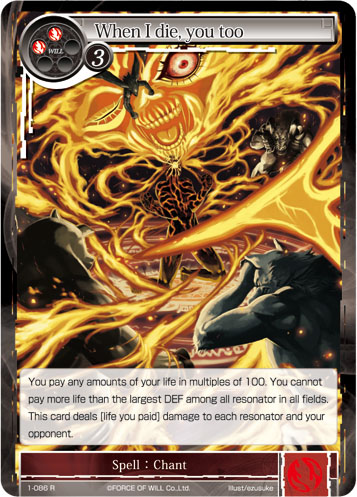 When I die, you too
WILL
3
You pay any amounts of your life in multiples of 100. You cannot
pay more life than the largest DEF among all resonator in all fields.
This card deals [life you paid] damage to each resonator and your
opponent.
Spell : Chant
1-086 R ©FORCE OF WILL Co.,Ltd. Illust/ezusuke